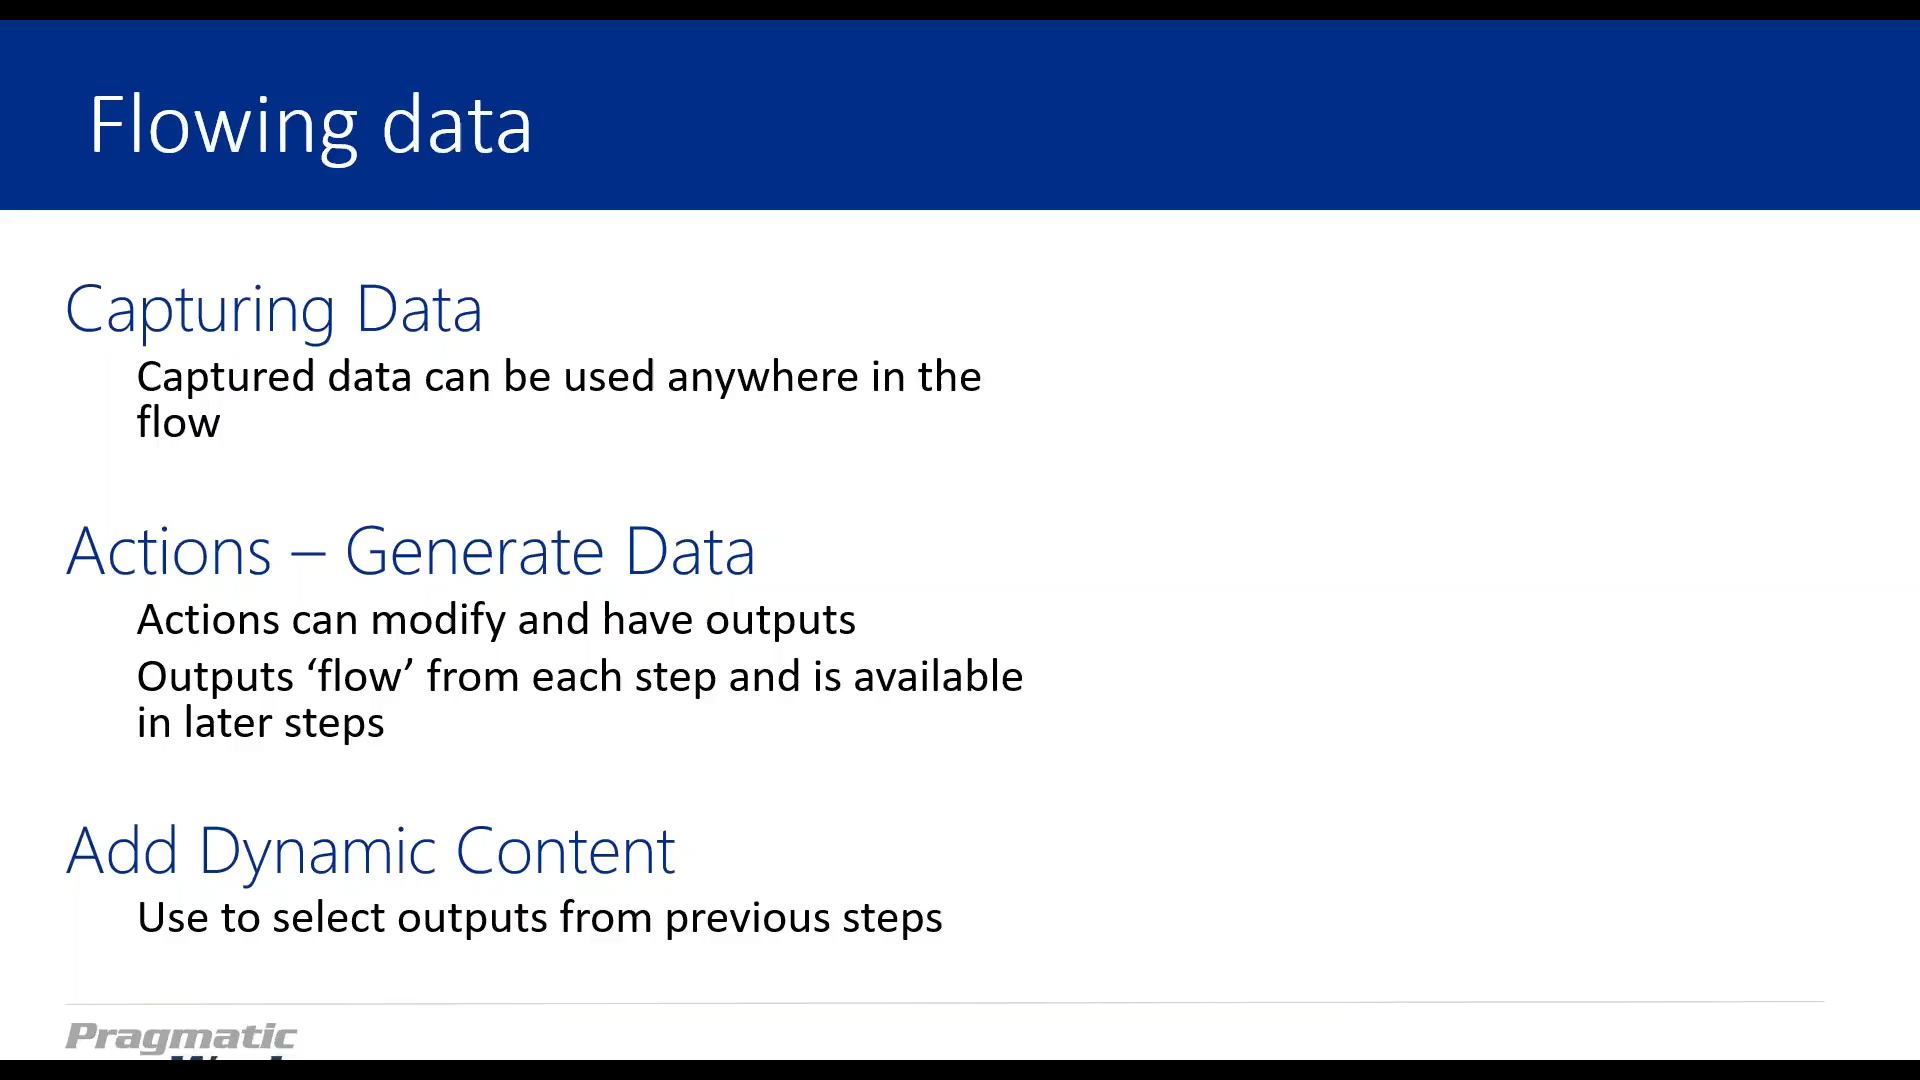 Flowing data
Capturing Data
Captured data can be used anywhere in the
flow
Actions – Generate Data
Actions can modify and have outputs
Outputs ‘flow’ from each step and is available
in later steps
Add Dynamic Content
Use to select outputs from previous steps
Pragmatic